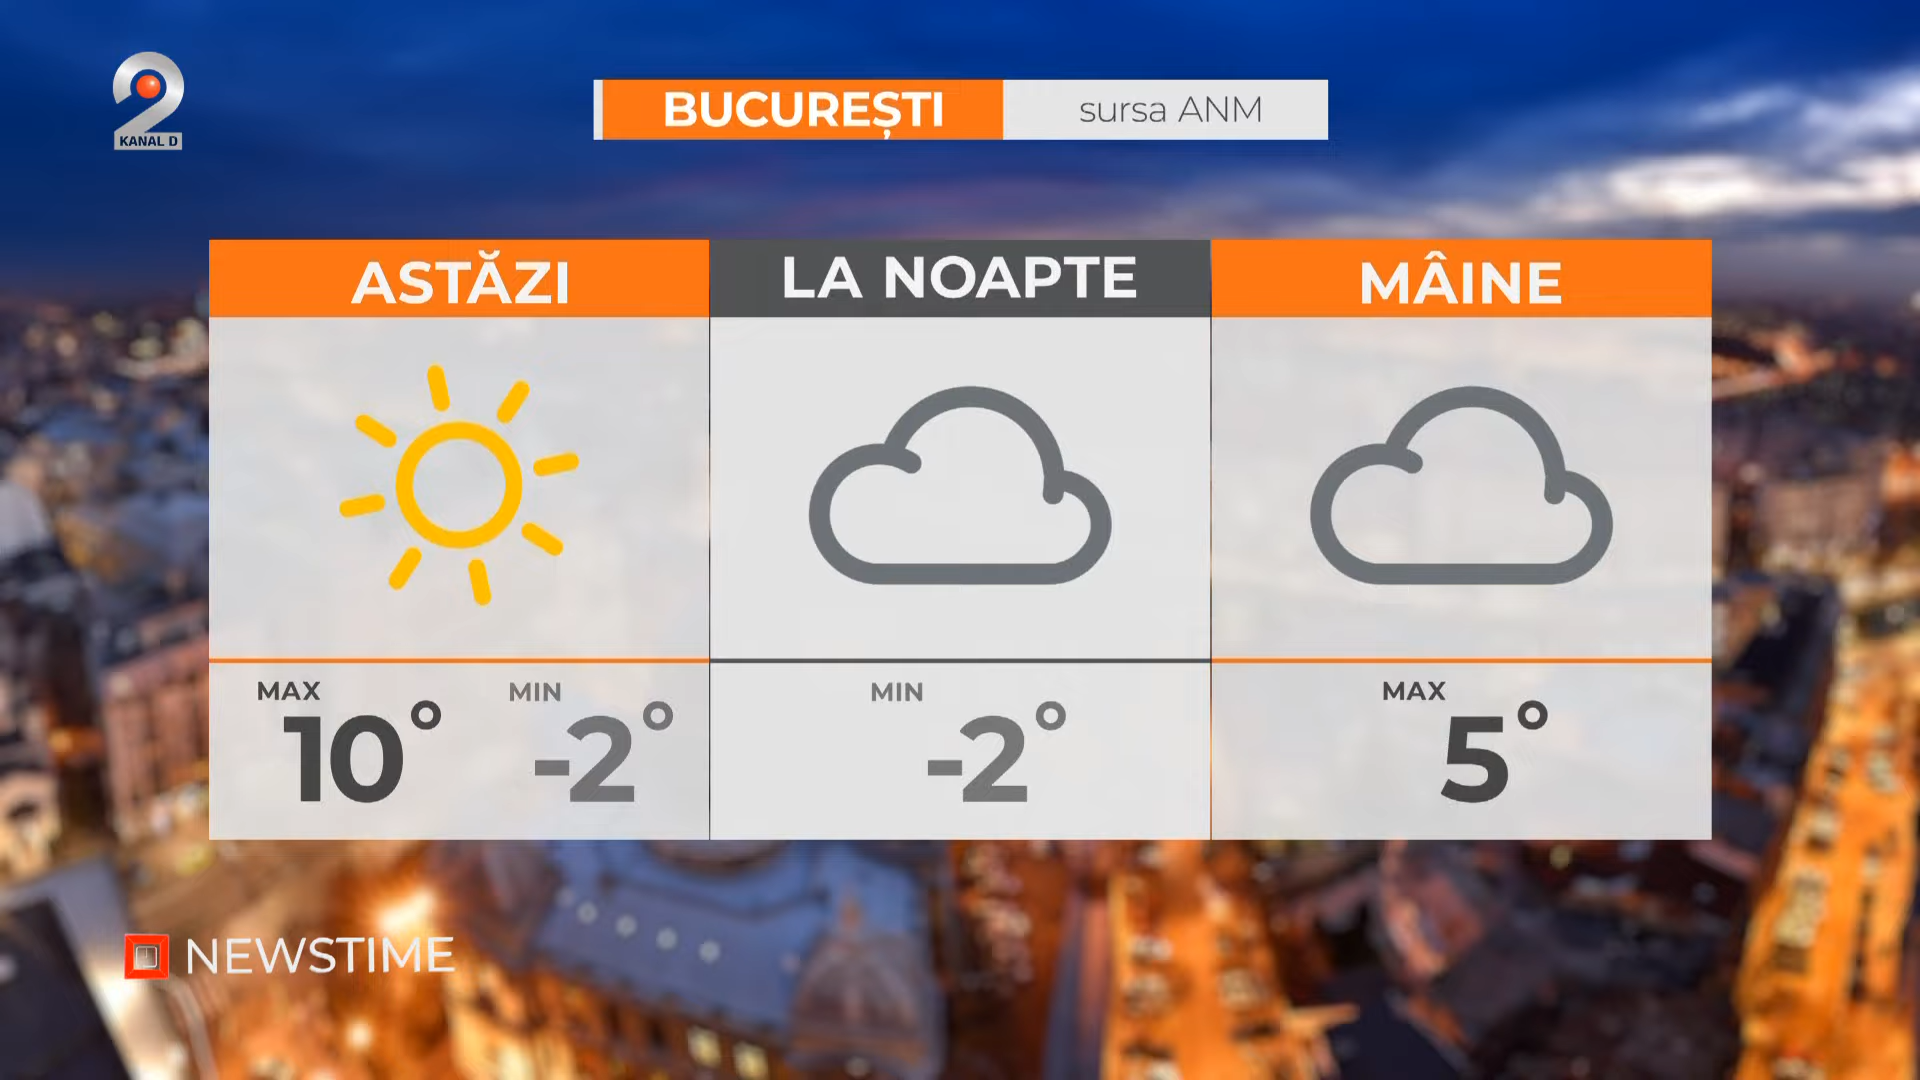 KANAL D
BUCUREȘTI
sursa ANM
ASTĂZI
LA NOAPTE
MÂINE
MAX
10°
MIN
-2°
MIN
-2°
MAX
5°
NEWSTIME